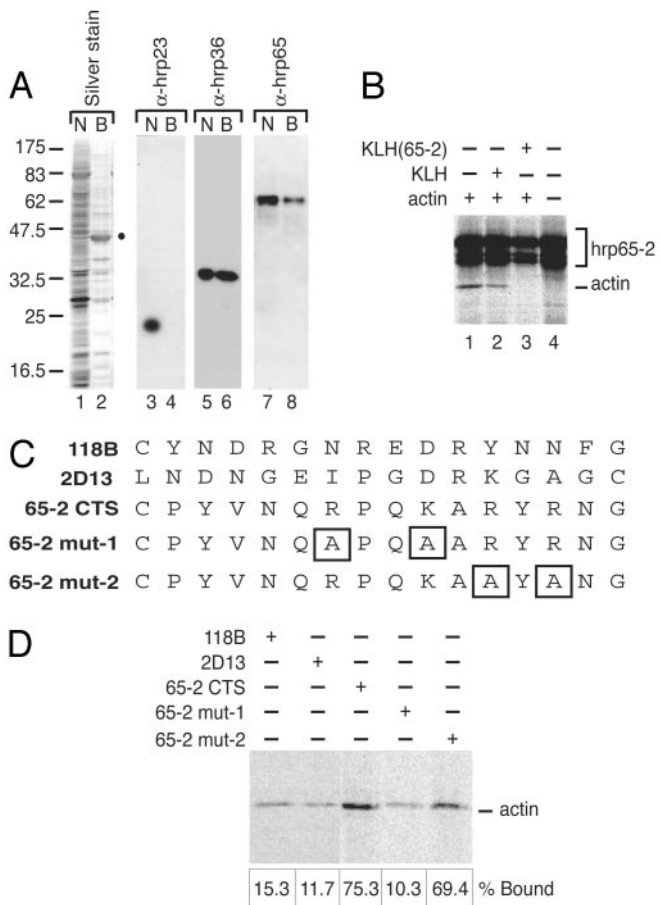 A
Silver stain
α-hrp23
α-hrp36
α-hrp65
N B N B N B N B
175
83
62
47.5
32.5
25
16.5
1 2 3 4 5 6 7 8
B
KLH(65-2) – – + –
KLH – + – –
actin + + + –
hrp65-2
actin
1 2 3 4
C
118B C Y N D R G N R E D R Y N N F G
2D13 L N D N G E I P G D R K G A G C
65-2 CTS C P Y V N Q R P Q K A R Y R N G
65-2 mut-1 C P Y V N Q A P Q A A R Y R N G
65-2 mut-2 C P Y V N Q R P Q K A A Y A N G
D
118B + – – – –
2D13 – + – – –
65-2 CTS – – + – –
65-2 mut-1 – – – + –
65-2 mut-2 – – – – +
actin
15.3 11.7 75.3 10.3 69.4 % Bound